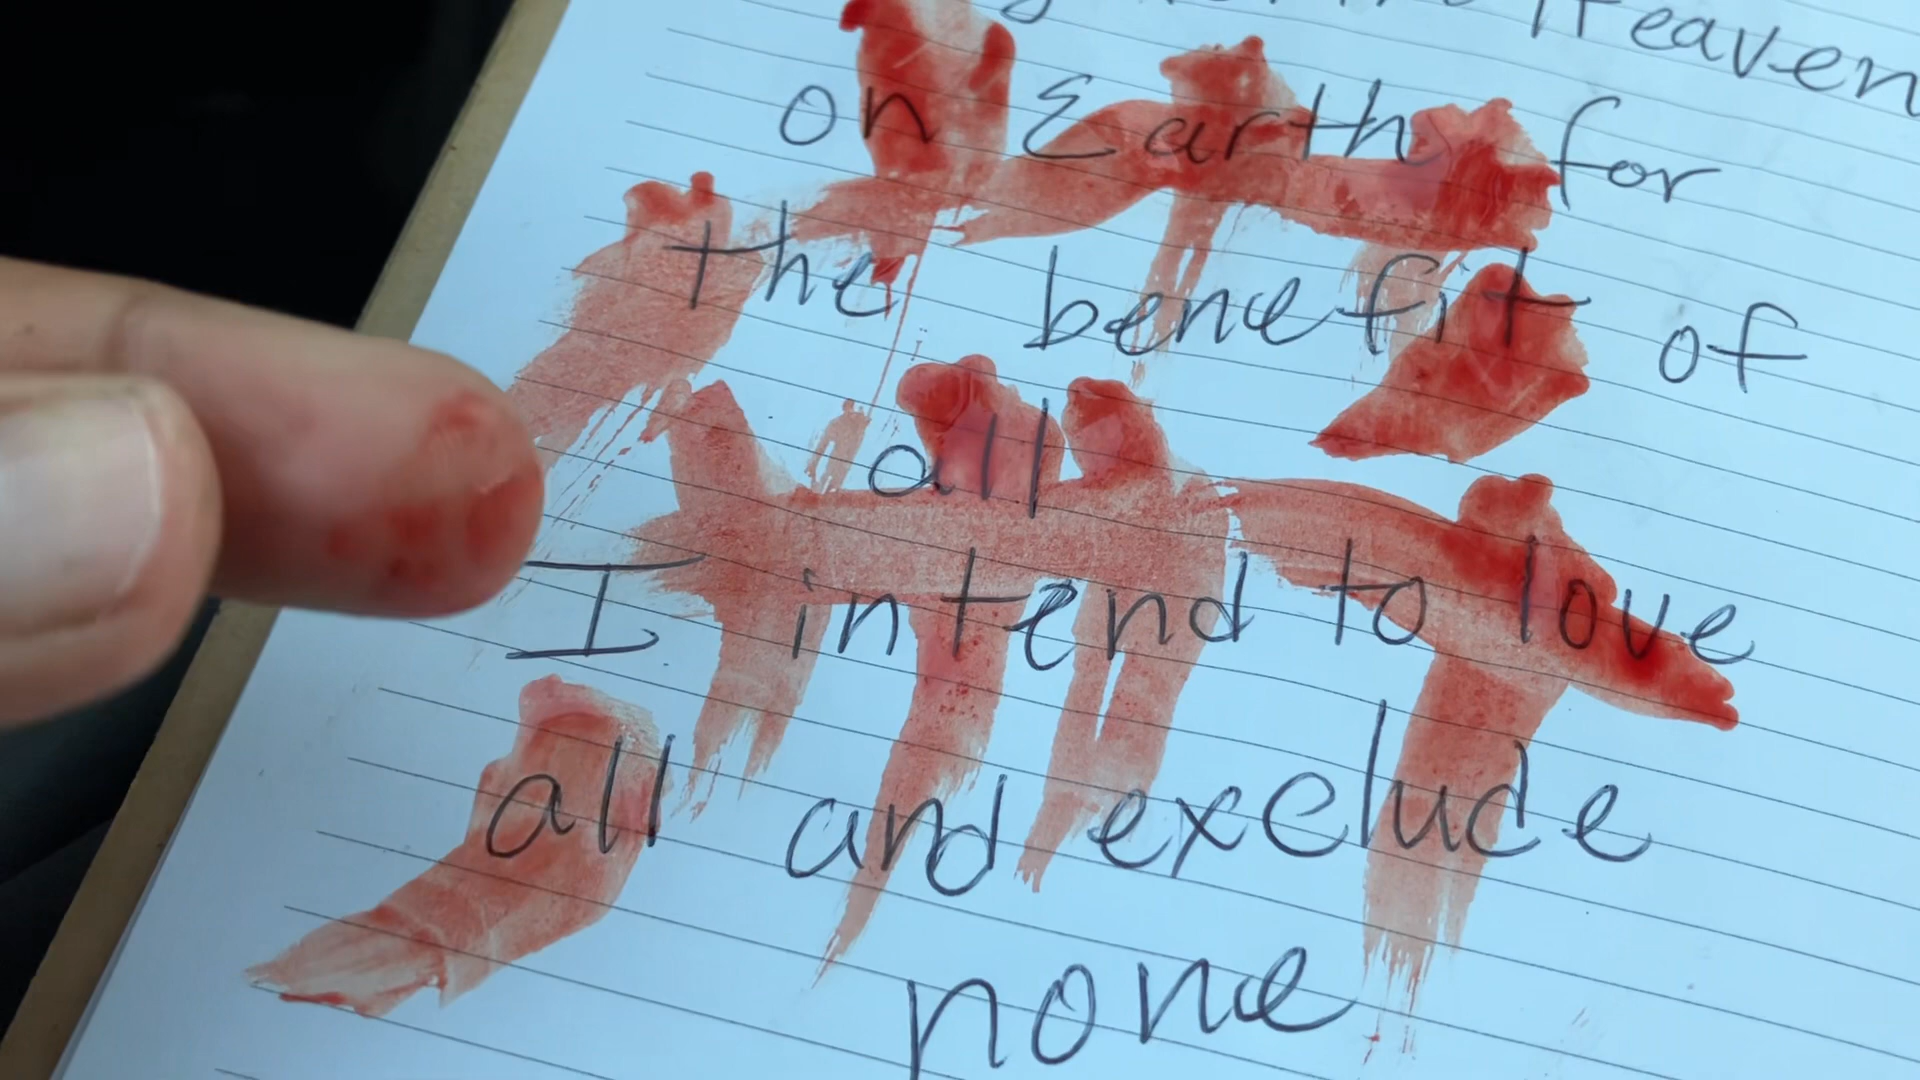 Heaven
on Earth for
the benefit of
all
I intend to love
all and exclude
none